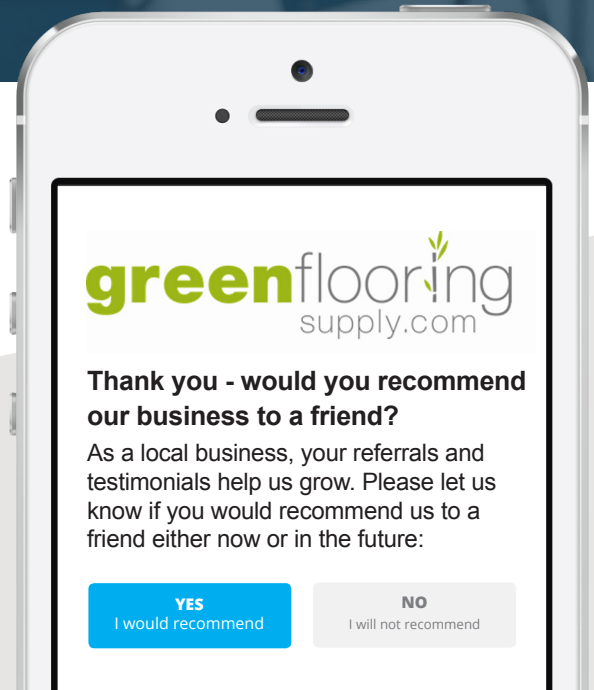 greenflooring
supply.com
Thank you - would you recommend
our business to a friend?
As a local business, your referrals and
testimonials help us grow. Please let us
know if you would recommend us to a
friend either now or in the future:
YES
I would recommend
NO
I will not recommend